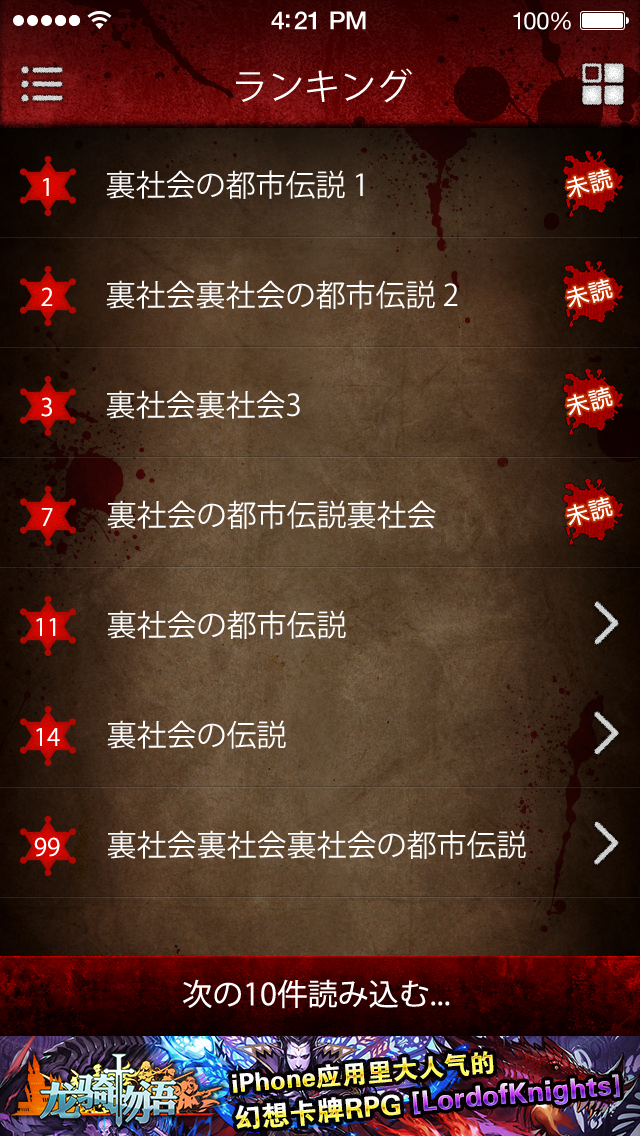 4:21 PM 100%
ランキング
1 裏社会の都市伝説 1 未読
2 裏社会裏社会の都市伝説 2 未読
3 裏社会裏社会3 未読
7 裏社会の都市伝説裏社会 未読
11 裏社会の都市伝説
14 裏社会の伝説
99 裏社会裏社会裏社会の都市伝説
次の10件読み込む...
龙骑物语
iPhone应用里大人气的
幻想卡牌RPG [LordofKnights]